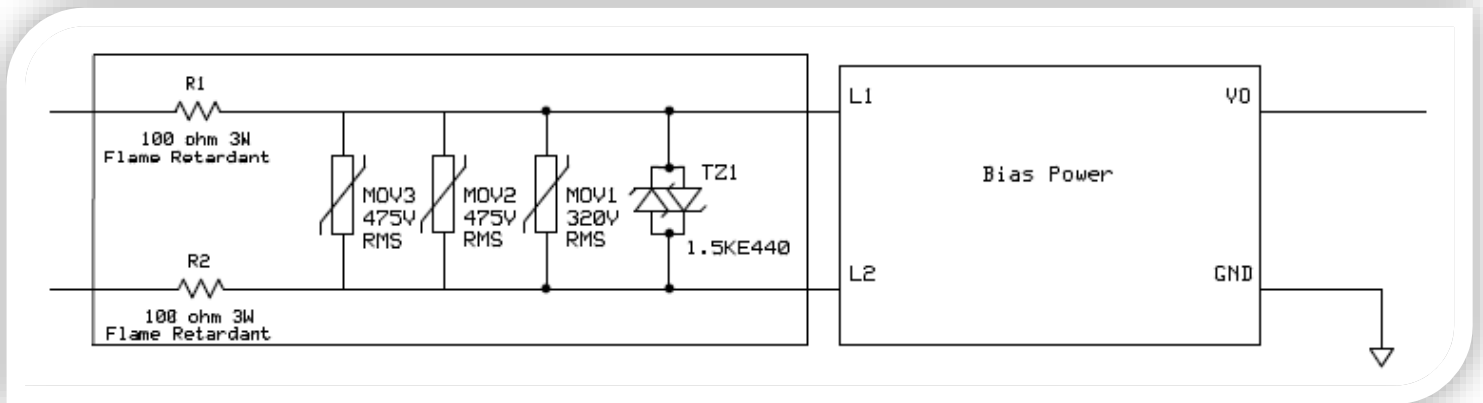 R1
100 ohm 3W
Flame Retardant
MOV3
475V
RMS
MOV2
475V
RMS
MOV1
320V
RMS
TZ1
1.5KE440
R2
100 ohm 3W
Flame Retardant
L1
VO
Bias Power
L2
GND